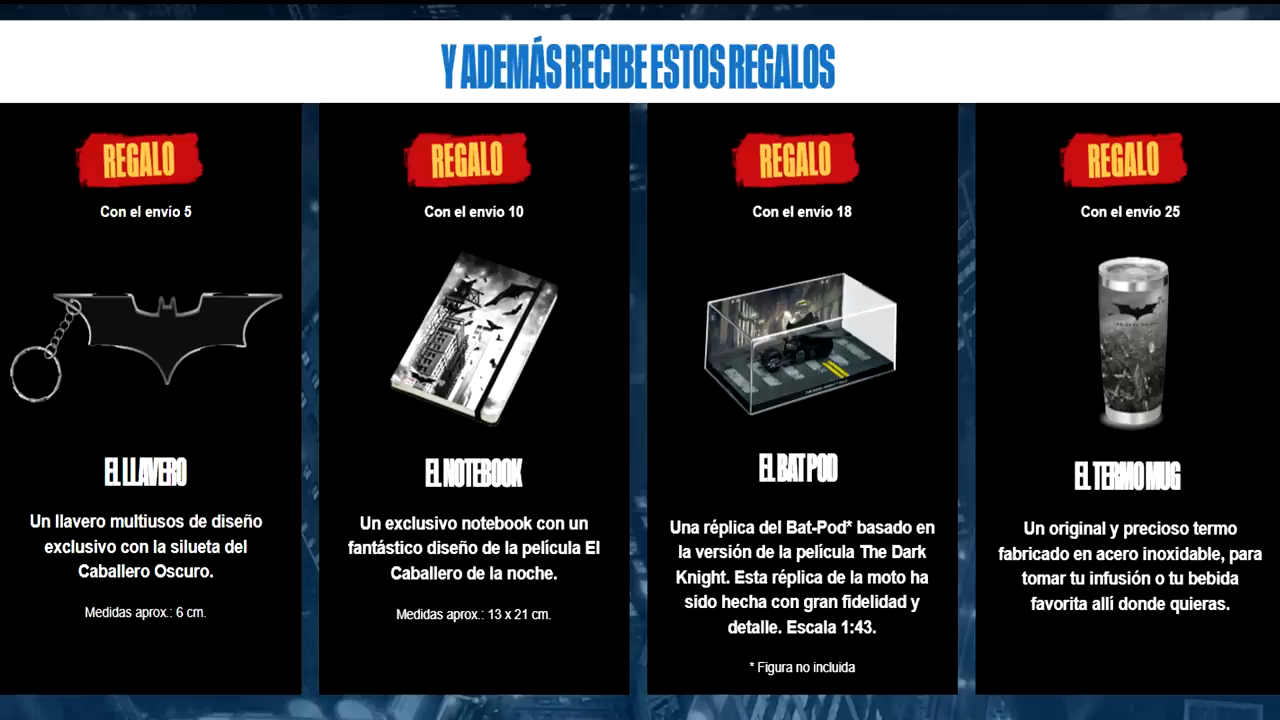 Y ADEMÁS RECIBE ESTOS REGALOS
REGALO
Con el envío 5
EL LLAVERO
Un llavero multiusos de diseño
exclusivo con la silueta del
Caballero Oscuro.
Medidas aprox.: 6 cm.
REGALO
Con el envío 10
EL NOTEBOOK
Un exclusivo notebook con un
fantástico diseño de la película El
Caballero de la noche.
Medidas aprox.: 13 x 21 cm.
REGALO
Con el envío 18
EL BAT POD
Una réplica del Bat-Pod* basado en
la versión de la película The Dark
Knight. Esta réplica de la moto ha
sido hecha con gran fidelidad y
detalle. Escala 1:43.
* Figura no incluida
REGALO
Con el envío 25
EL TERMO MUG
Un original y precioso termo
fabricado en acero inoxidable, para
tomar tu infusión o tu bebida
favorita allí donde quieras.